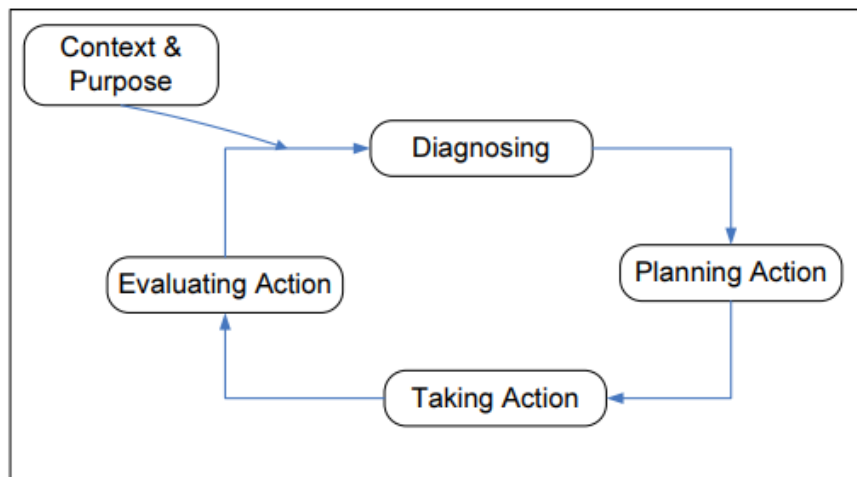 Context &
Purpose
Diagnosing
Evaluating Action
Planning Action
Taking Action